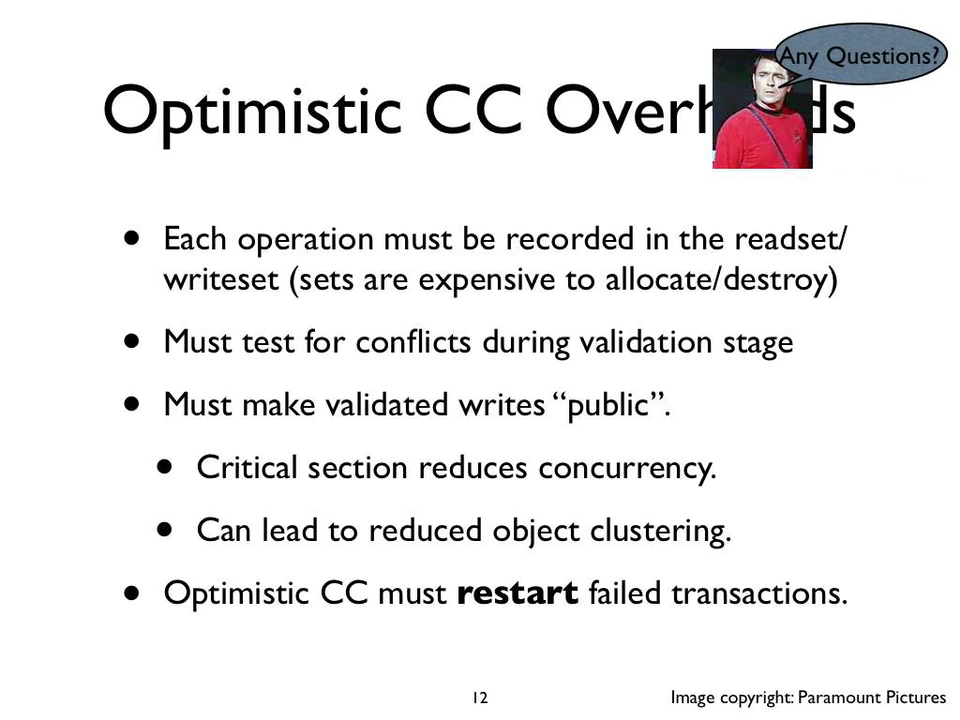 Any Questions?
Optimistic CC Overh ds
• Each operation must be recorded in the readset/
writeset (sets are expensive to allocate/destroy)
• Must test for conflicts during validation stage
• Must make validated writes “public”.
• Critical section reduces concurrency.
• Can lead to reduced object clustering.
• Optimistic CC must restart failed transactions.
12
Image copyright: Paramount Pictures